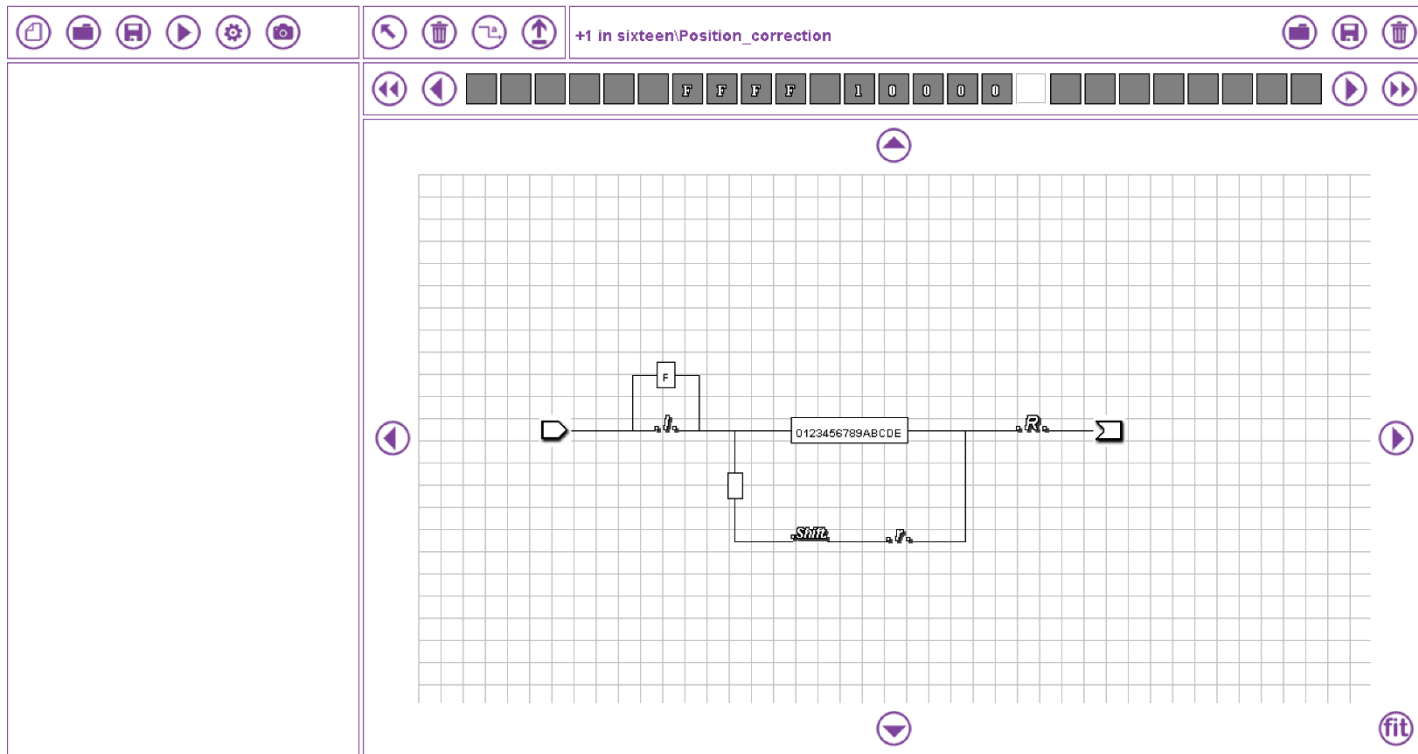 +1 in sixteen\Position_correction
F F F F 1 0 0 0 0
F
.l.
0123456789ABCDE
.R.
.Shift.
.r.
fit